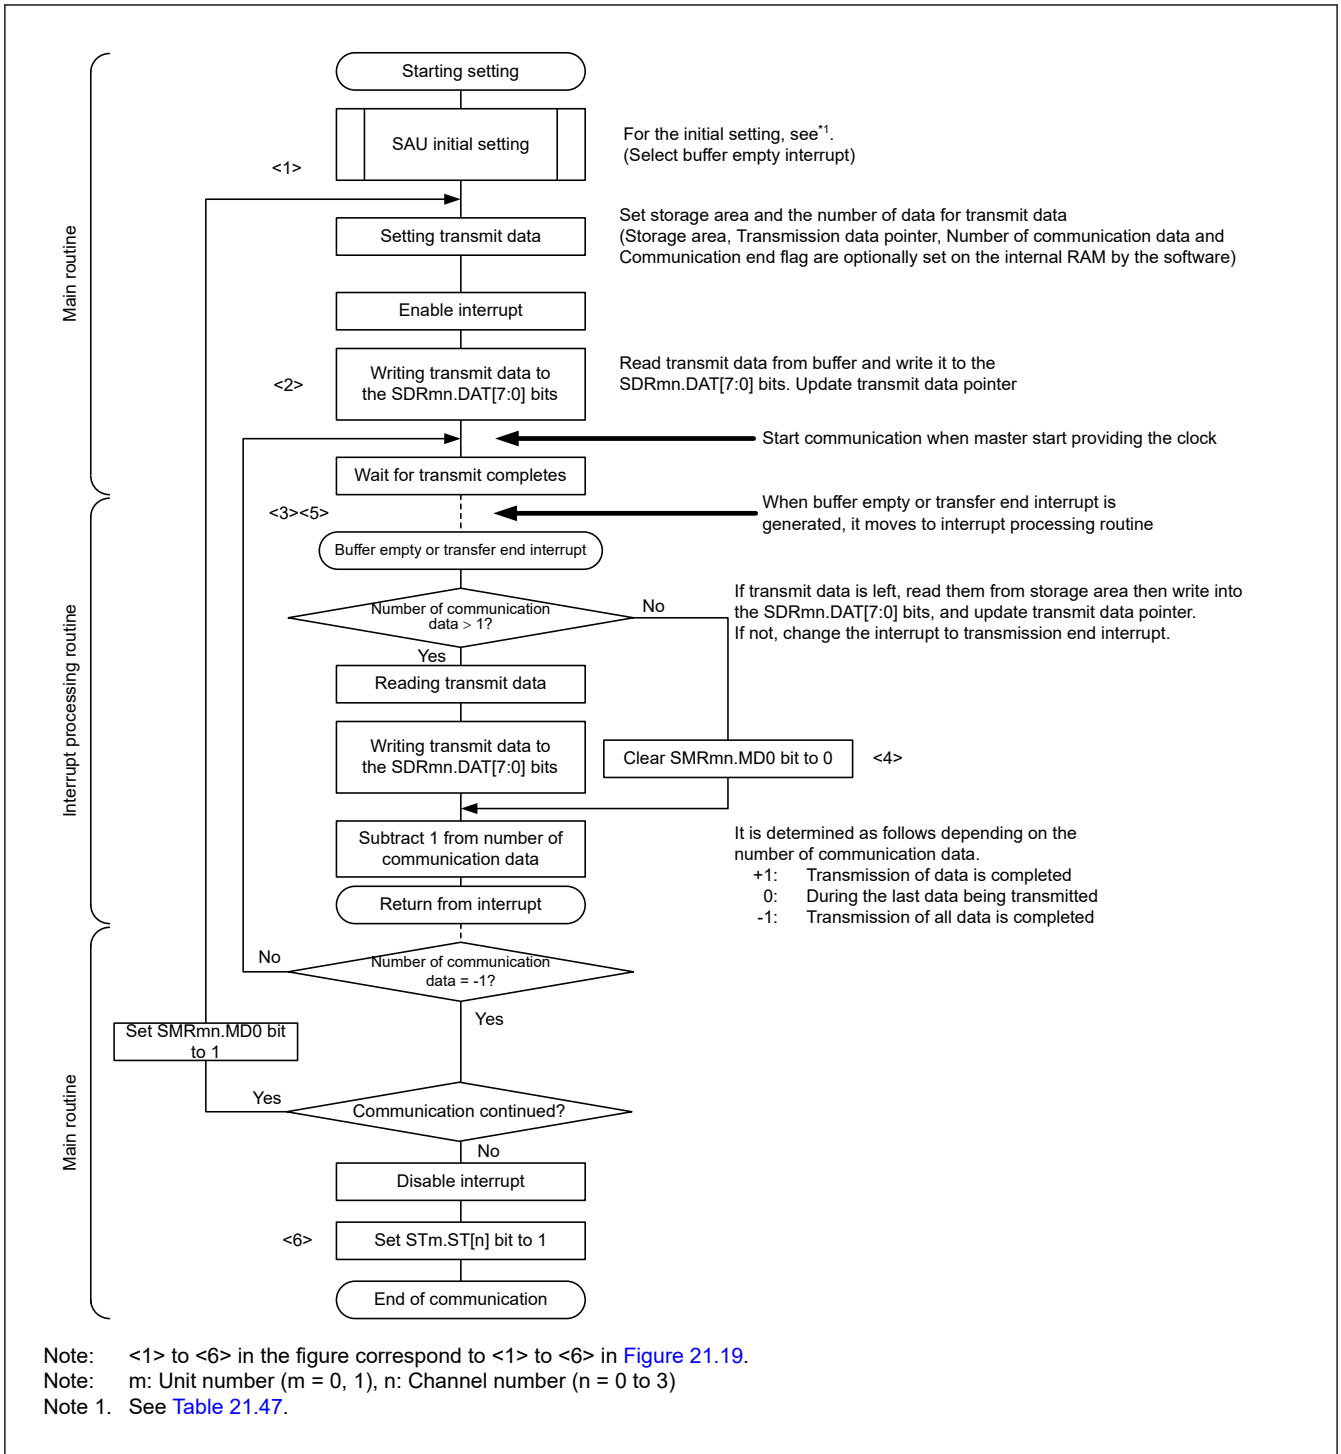 Starting setting
SAU initial setting
For the initial setting, see*1.
(Select buffer empty interrupt)
<1>
Main routine
Setting transmit data
Set storage area and the number of data for transmit data
(Storage area, Transmission data pointer, Number of communication data and
Communication end flag are optionally set on the internal RAM by the software)
Enable interrupt
<2>
Writing transmit data to
the SDRmn.DAT[7:0] bits
Read transmit data from buffer and write it to the
SDRmn.DAT[7:0] bits. Update transmit data pointer
Start communication when master start providing the clock
Wait for transmit completes
<3><5>
When buffer empty or transfer end interrupt is
generated, it moves to interrupt processing routine
Buffer empty or transfer end interrupt
Interrupt processing routine
Number of communication
data > 1?
No
Yes
If transmit data is left, read them from storage area then write into
the SDRmn.DAT[7:0] bits, and update transmit data pointer.
If not, change the interrupt to transmission end interrupt.
Reading transmit data
Writing transmit data to
the SDRmn.DAT[7:0] bits
Clear SMRmn.MD0 bit to 0
<4>
Subtract 1 from number of
communication data
It is determined as follows depending on the
number of communication data.
+1: Transmission of data is completed
0: During the last data being transmitted
-1: Transmission of all data is completed
Return from interrupt
Main routine
No
Number of communication
data = -1?
Yes
Set SMRmn.MD0 bit
to 1
Yes
Communication continued?
No
Disable interrupt
<6>
Set STm.ST[n] bit to 1
End of communication
Note: <1> to <6> in the figure correspond to <1> to <6> in Figure 21.19.
Note: m: Unit number (m = 0, 1), n: Channel number (n = 0 to 3)
Note 1. See Table 21.47.